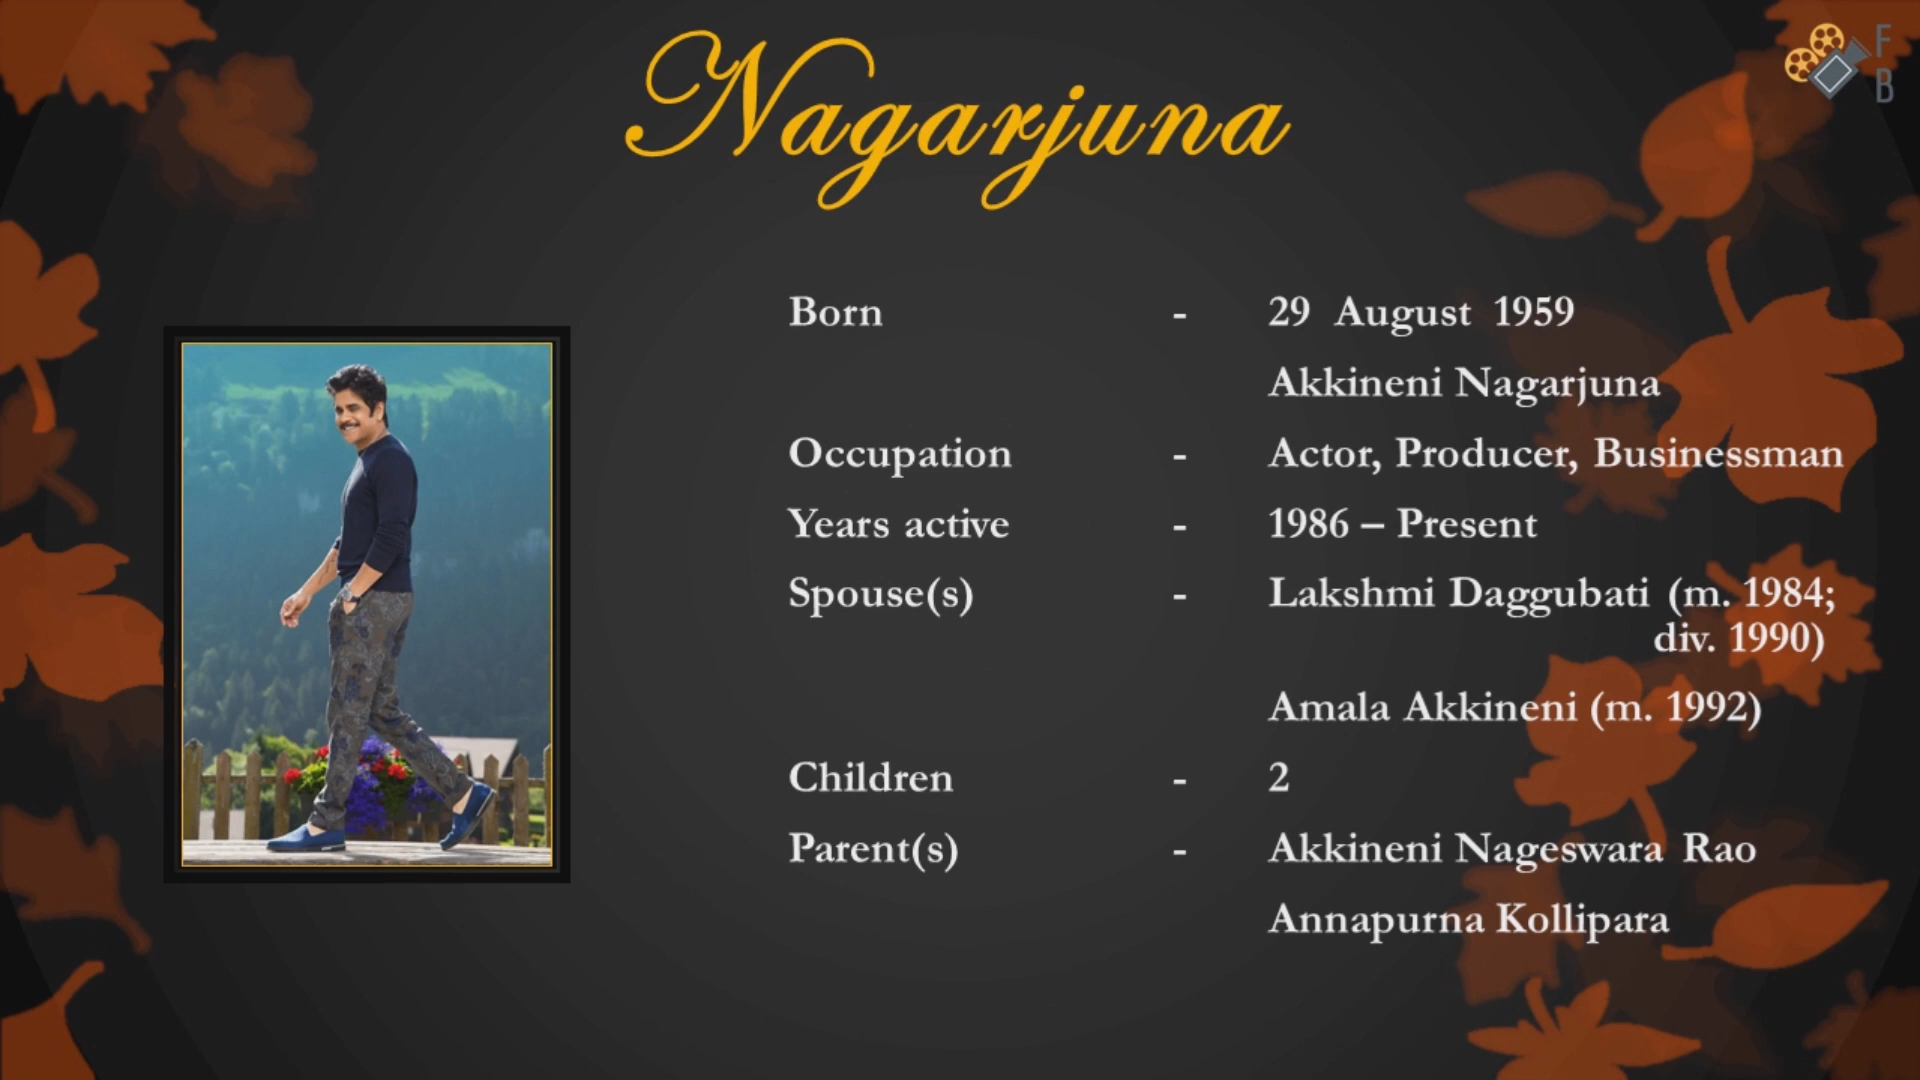 Nagarjuna
F
B
Born - 29 August 1959
Akkineni Nagarjuna
Occupation - Actor, Producer, Businessman
Years active - 1986 – Present
Spouse(s) - Lakshmi Daggubati (m. 1984;
div. 1990)
Amala Akkineni (m. 1992)
Children - 2
Parent(s) - Akkineni Nageswara Rao
Annapurna Kollipara